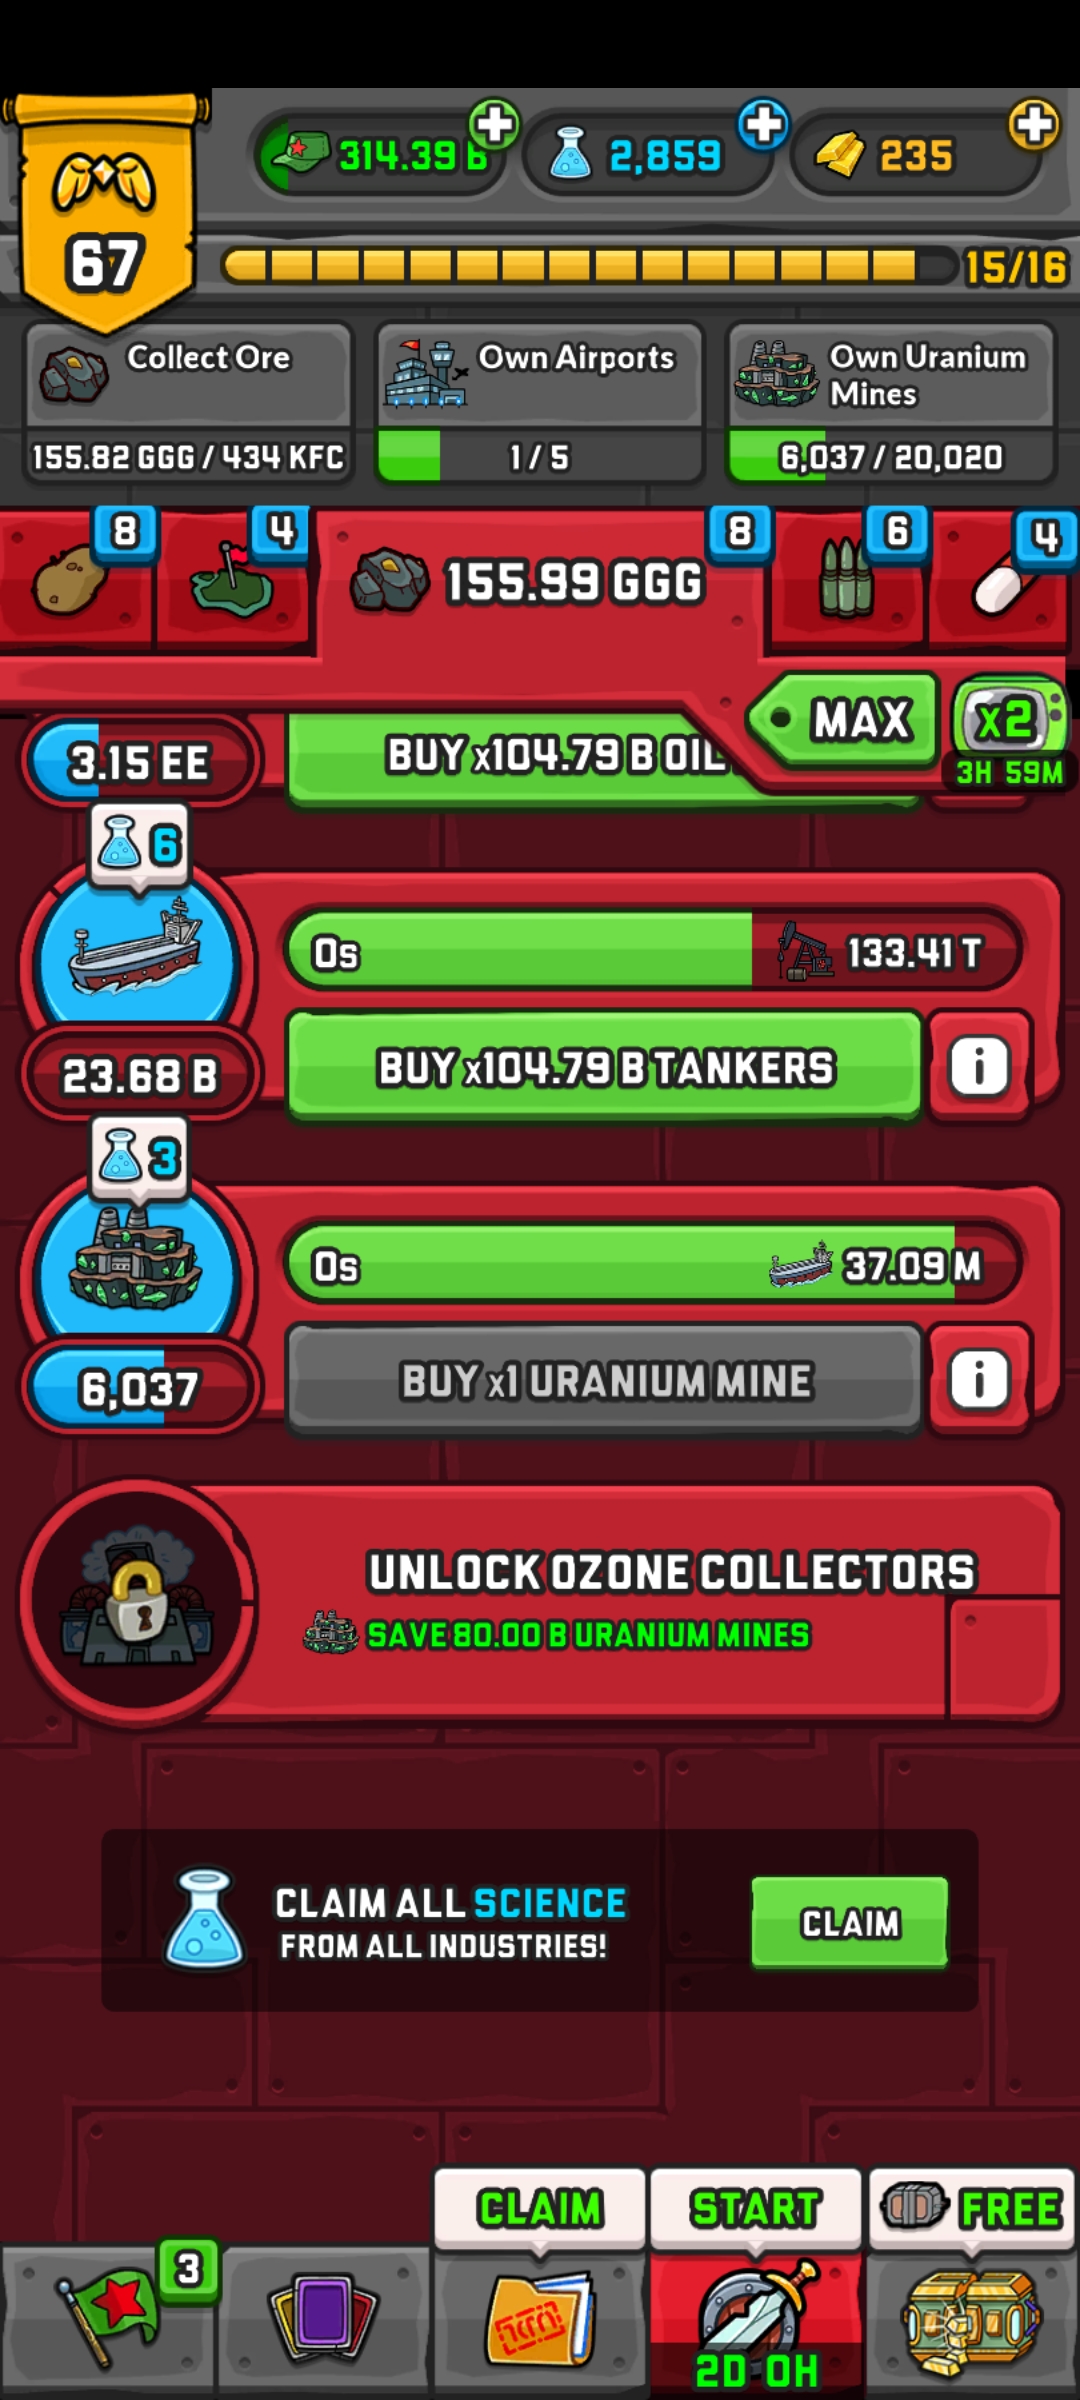 314.39 B
2,859
235
67
15/16
Collect Ore
155.82 GGG / 434 KFC
Own Airports
1 / 5
Own Uranium
Mines
6,037 / 20,020
8
4
155.99 GGG
8
6
4
MAX
x2
3H 59M
3.15 EE
BUY x104.79 B OIL
6
0s
133.41 T
23.68 B
BUY x104.79 B TANKERS
i
3
0s
37.09 M
6,037
BUY x1 URANIUM MINE
i
UNLOCK OZONE COLLECTORS
SAVE 80.00 B URANIUM MINES
CLAIM ALL SCIENCE
FROM ALL INDUSTRIES!
CLAIM
CLAIM
START
FREE
3
2D 0H